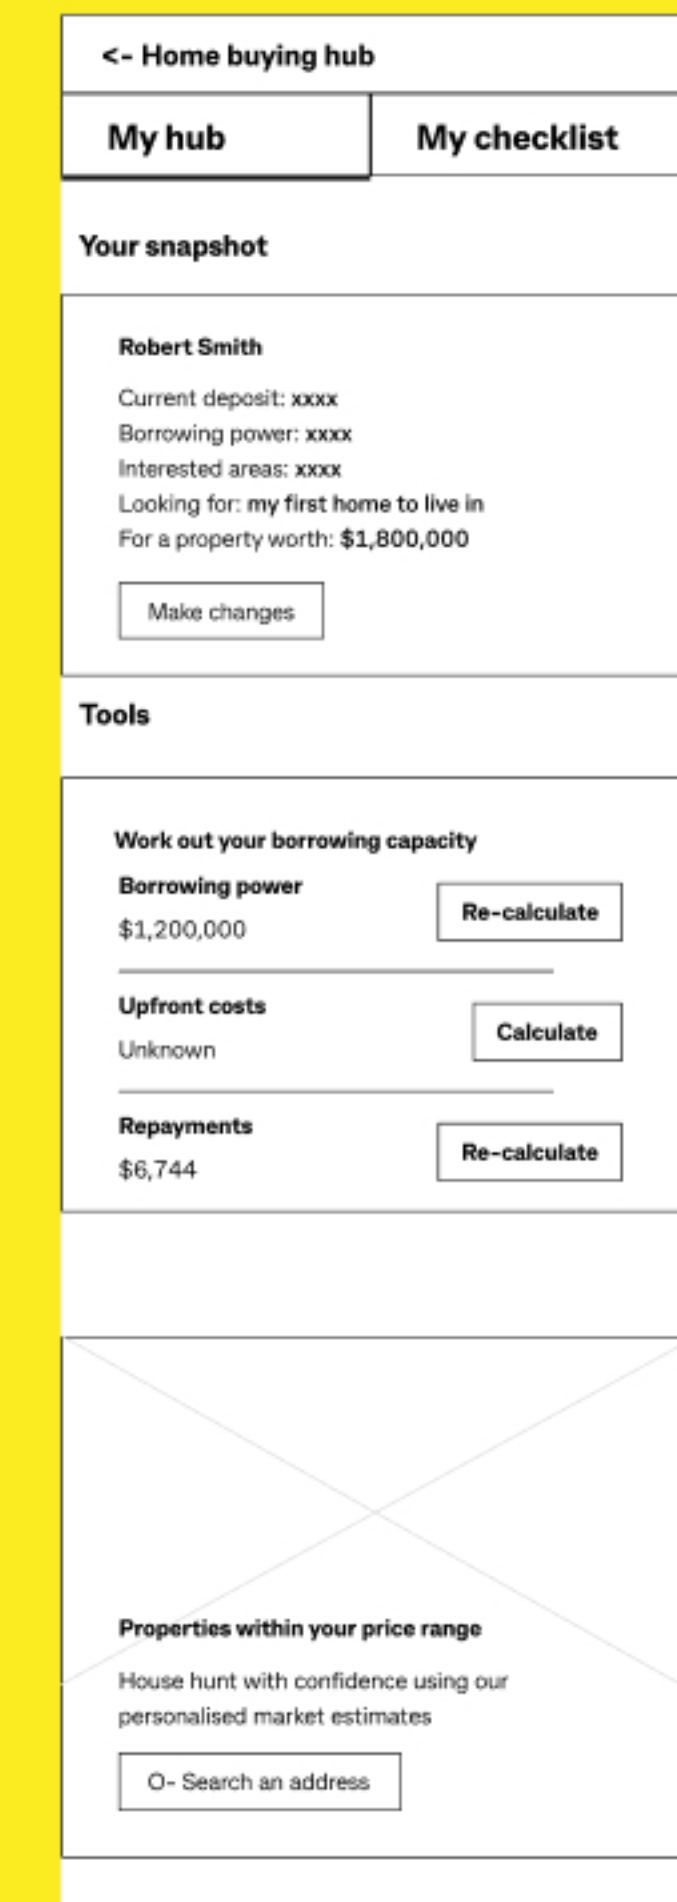 <- Home buying hub
My hub
My checklist
Your snapshot
Robert Smith
Current deposit: xxxx
Borrowing power: xxxx
Interested areas: xxxx
Looking for: my first home to live in
For a property worth: $1,800,000
Make changes
Tools
Work out your borrowing capacity
Borrowing power
$1,200,000
Re-calculate
Upfront costs
Unknown
Calculate
Repayments
$6,744
Re-calculate
Properties within your price range
House hunt with confidence using our
personalised market estimates
O- Search an address